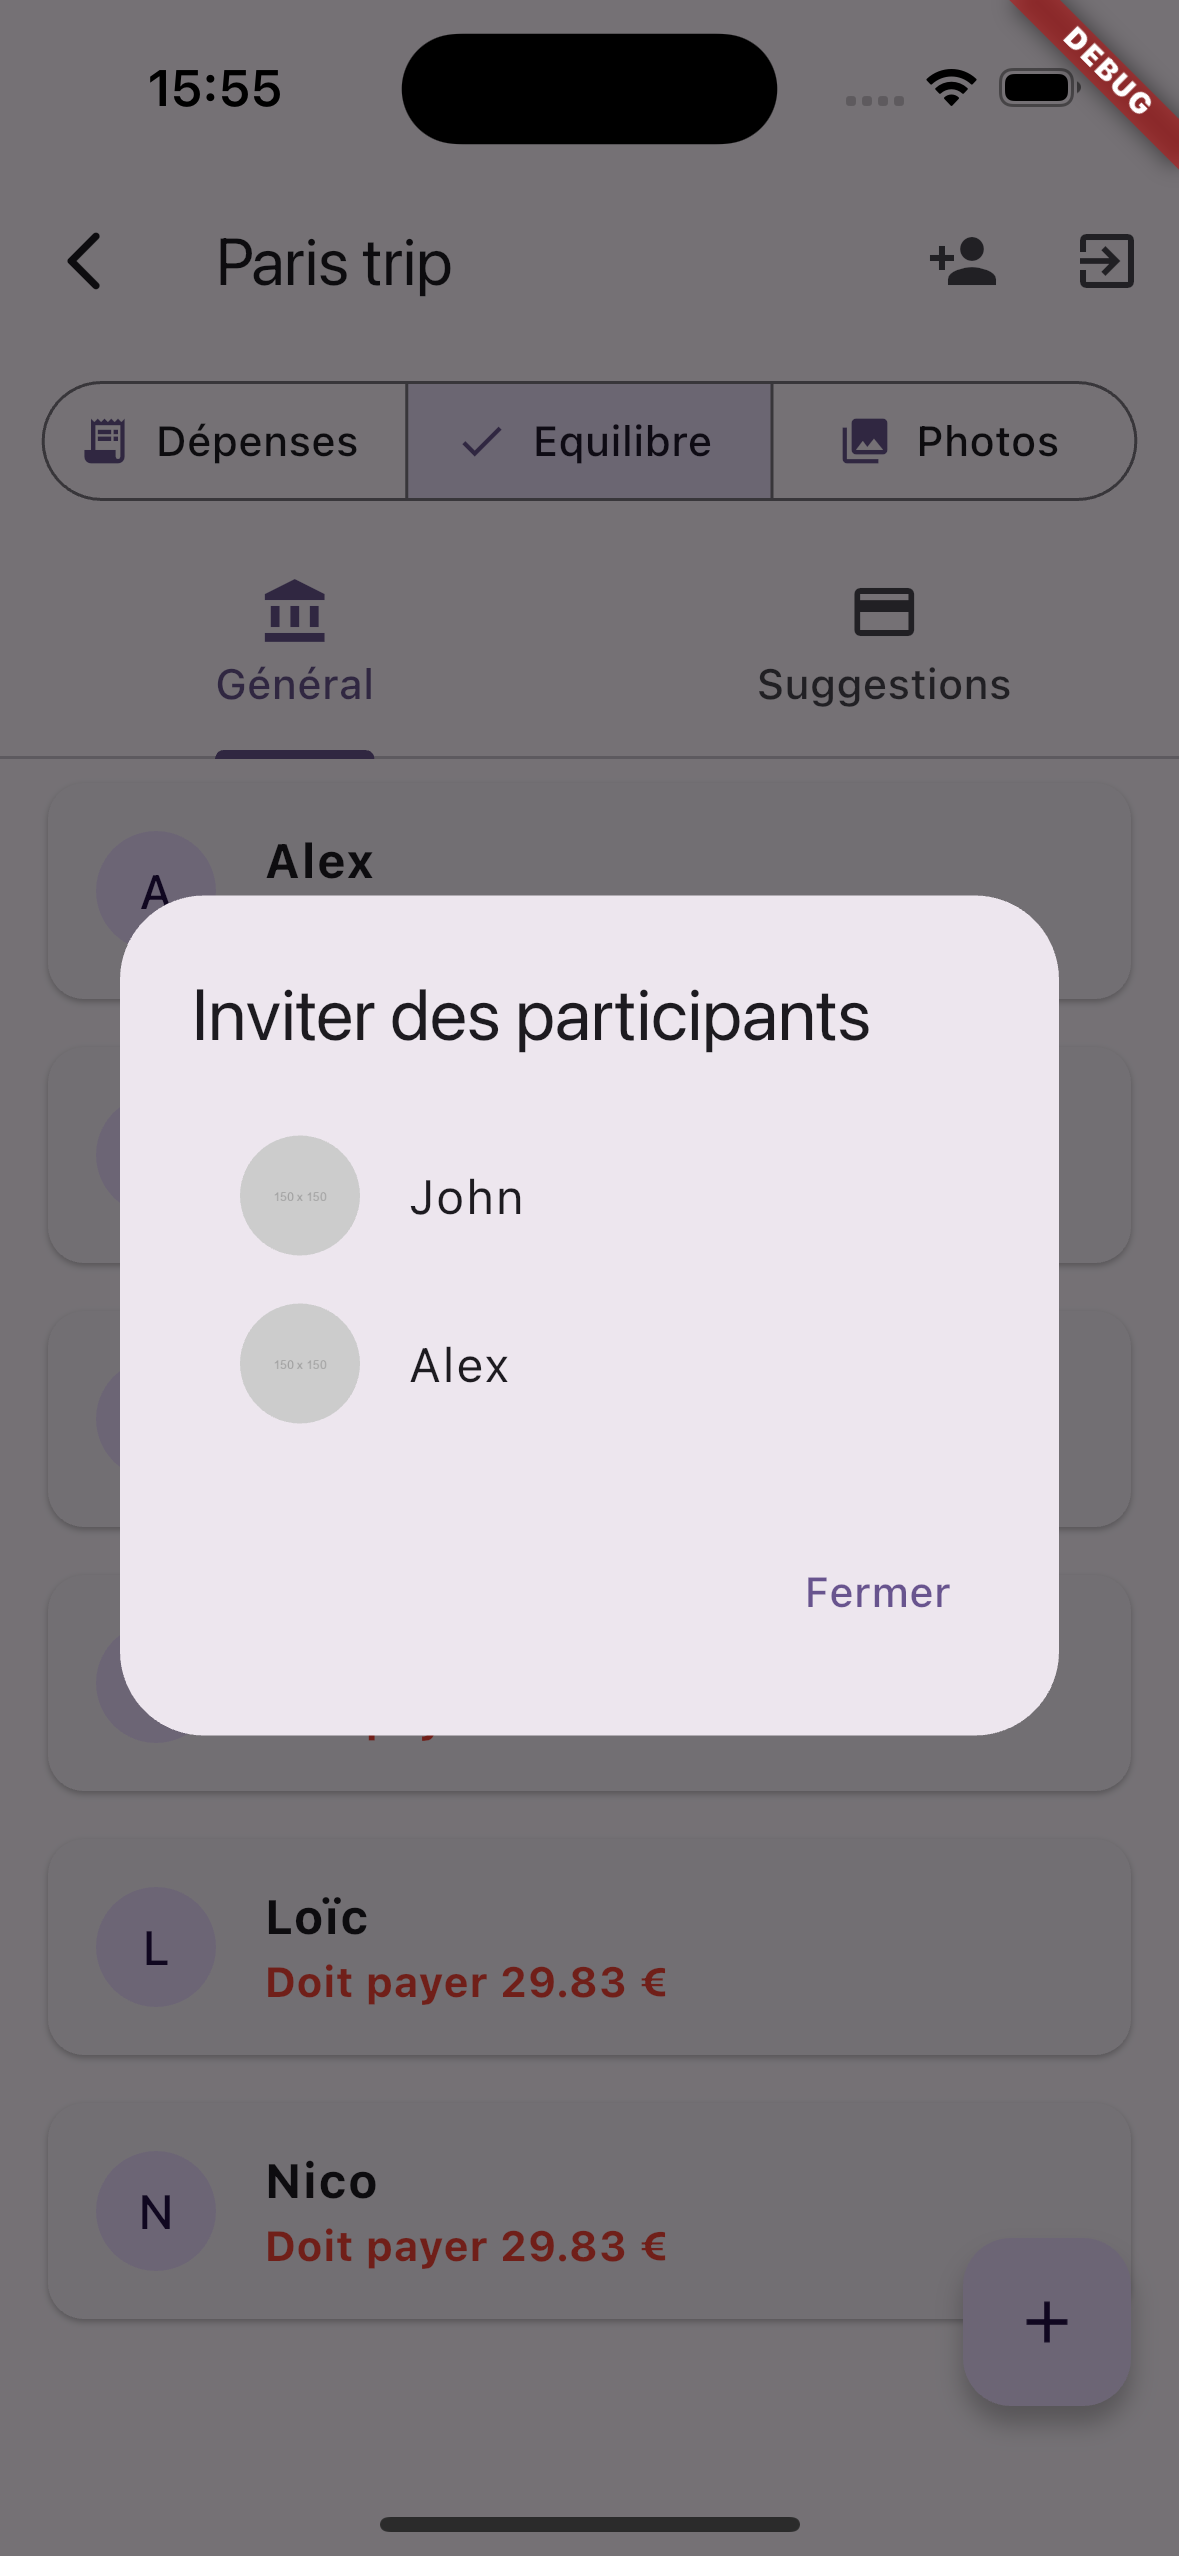 15:55
DEBUG
Paris trip
Dépenses
Equilibre
Photos
Général
Suggestions
A
Alex
Inviter des participants
150 x 150
John
150 x 150
Alex
Fermer
L
Loïc
Doit payer 29.83 €
N
Nico
Doit payer 29.83 €